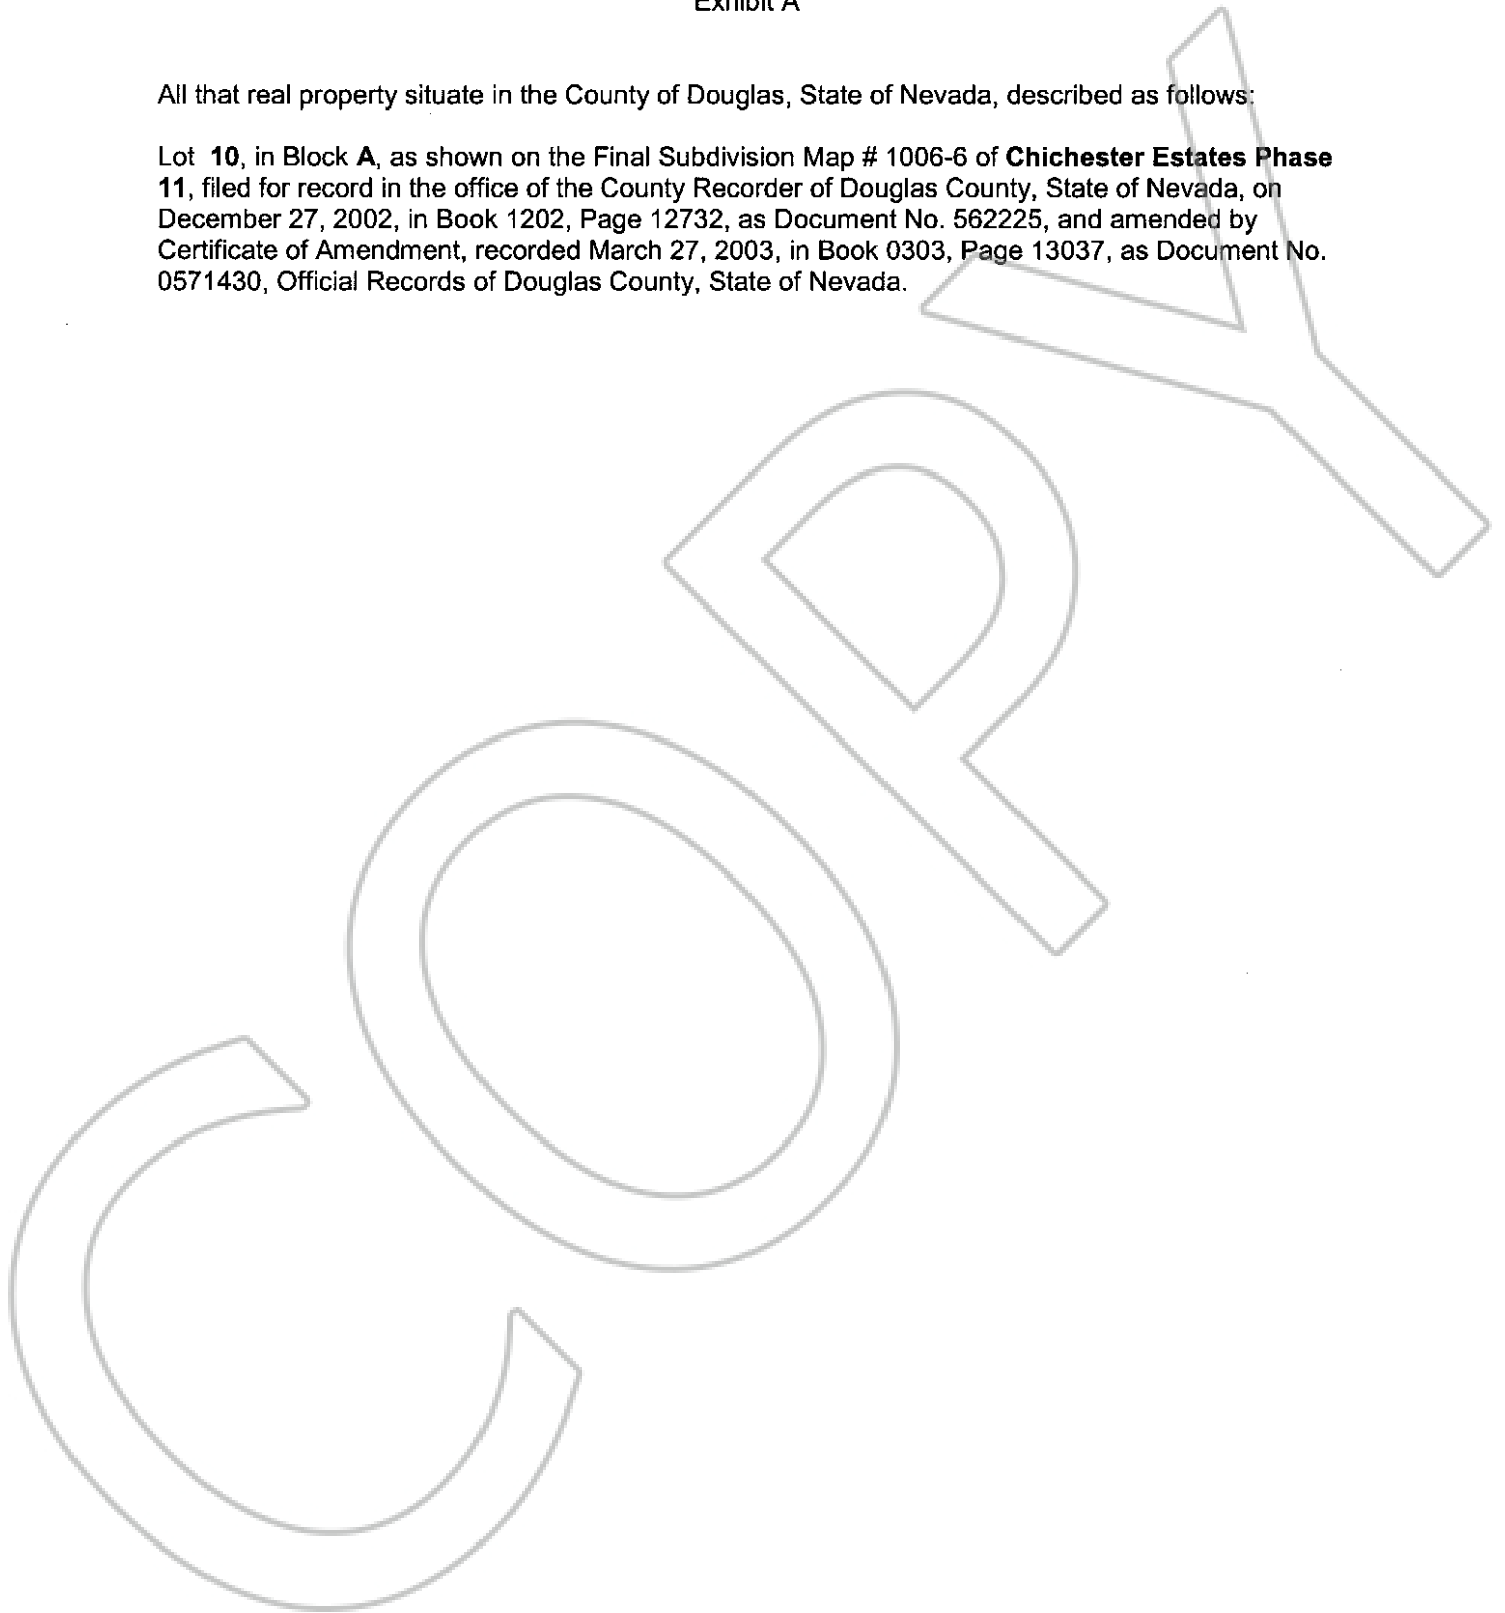 Exhibit A
All that real property situate in the County of Douglas, State of Nevada, described as follows:
Lot 10, in Block A, as shown on the Final Subdivision Map # 1006-6 of Chichester Estates Phase
11, filed for record in the office of the County Recorder of Douglas County, State of Nevada, on
December 27, 2002, in Book 1202, Page 12732, as Document No. 562225, and amended by
Certificate of Amendment, recorded March 27, 2003, in Book 0303, Page 13037, as Document No.
0571430, Official Records of Douglas County, State of Nevada.
COPY